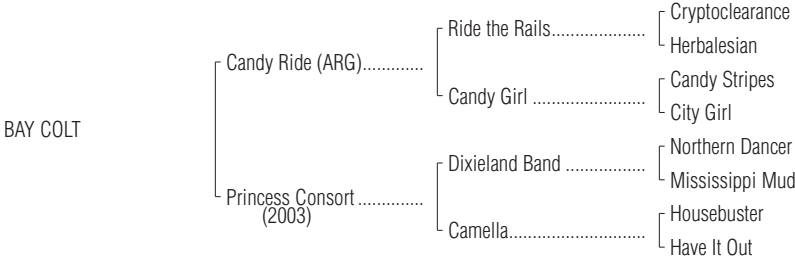 Cryptoclearance
Ride the Rails.....................
Herbalesian
Candy Ride (ARG).............
Candy Stripes
Candy Girl .........................
City Girl
BAY COLT
Northern Dancer
Dixieland Band ..................
Mississippi Mud
Princess Consort ..............
(2003)
Housebuster
Camella..............................
Have It Out